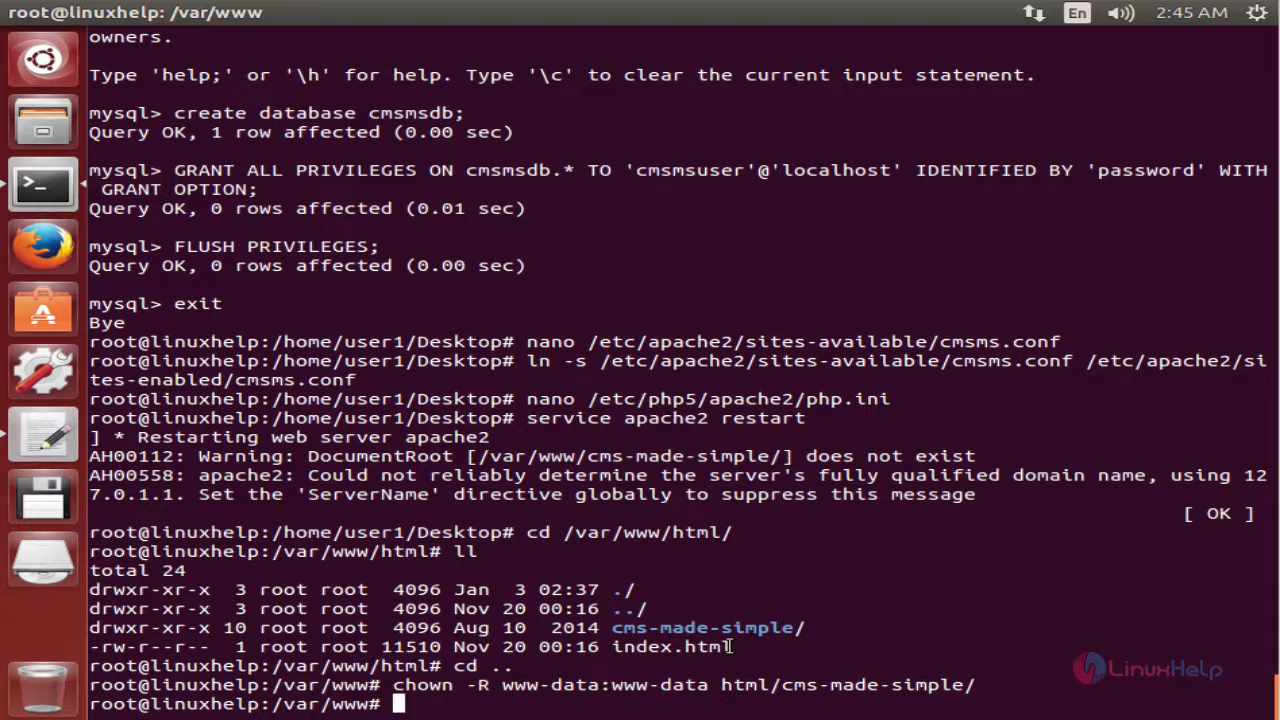 root@linuxhelp: /var/www
En
2:45 AM
owners.
Type 'help;' or '\h' for help. Type '\c' to clear the current input statement.
mysql> create database cmsmsdb;
Query OK, 1 row affected (0.00 sec)
mysql> GRANT ALL PRIVILEGES ON cmsmsdb.* TO 'cmsmsuser'@'localhost' IDENTIFIED BY 'password' WITH
GRANT OPTION;
Query OK, 0 rows affected (0.01 sec)
mysql> FLUSH PRIVILEGES;
Query OK, 0 rows affected (0.00 sec)
mysql> exit
Bye
root@linuxhelp:/home/user1/Desktop# nano /etc/apache2/sites-available/cmsms.conf
root@linuxhelp:/home/user1/Desktop# ln -s /etc/apache2/sites-available/cmsms.conf /etc/apache2/si
tes-enabled/cmsms.conf
root@linuxhelp:/home/user1/Desktop# nano /etc/php5/apache2/php.ini
root@linuxhelp:/home/user1/Desktop# service apache2 restart
] * Restarting web server apache2
AH00112: Warning: DocumentRoot [/var/www/cms-made-simple/] does not exist
AH00558: apache2: Could not reliably determine the server's fully qualified domain name, using 12
7.0.1.1. Set the 'ServerName' directive globally to suppress this message
[ OK ]
root@linuxhelp:/home/user1/Desktop# cd /var/www/html/
root@linuxhelp:/var/www/html# ll
total 24
drwxr-xr-x  3 root root  4096 Jan  3 02:37 ./
drwxr-xr-x  3 root root  4096 Nov 20 00:16 ../
drwxr-xr-x 10 root root  4096 Aug 10  2014 cms-made-simple/
-rw-r--r--  1 root root 11510 Nov 20 00:16 index.html
root@linuxhelp:/var/www/html# cd ..
root@linuxhelp:/var/www# chown -R www-data:www-data html/cms-made-simple/
root@linuxhelp:/var/www#
LinuxHelp